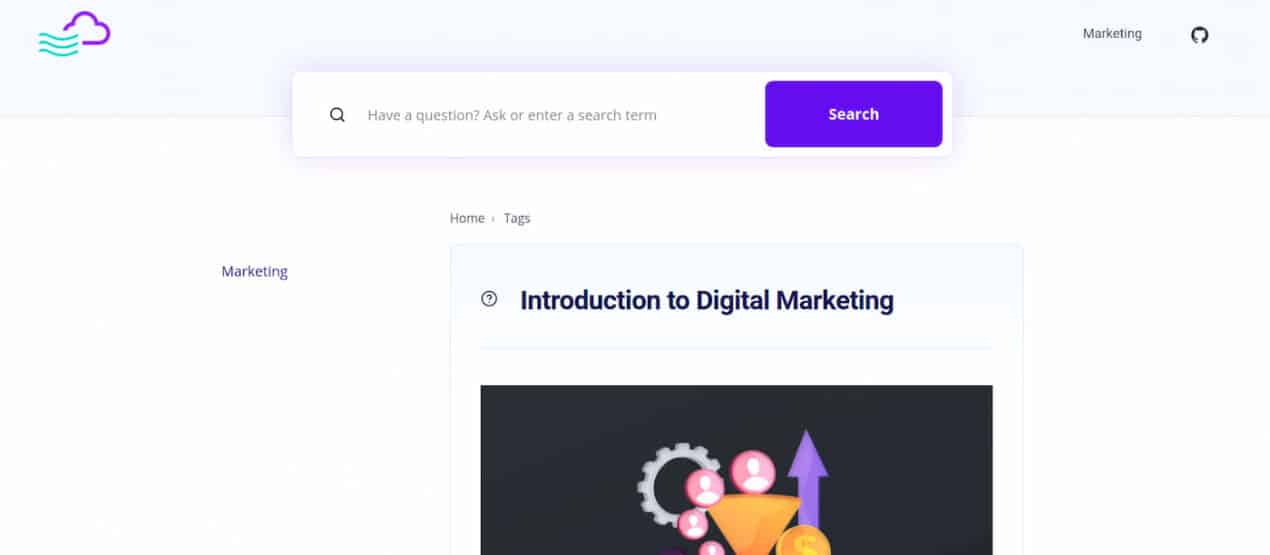 Marketing
Have a question? Ask or enter a search term
Search
Home › Tags
Marketing
Introduction to Digital Marketing
$